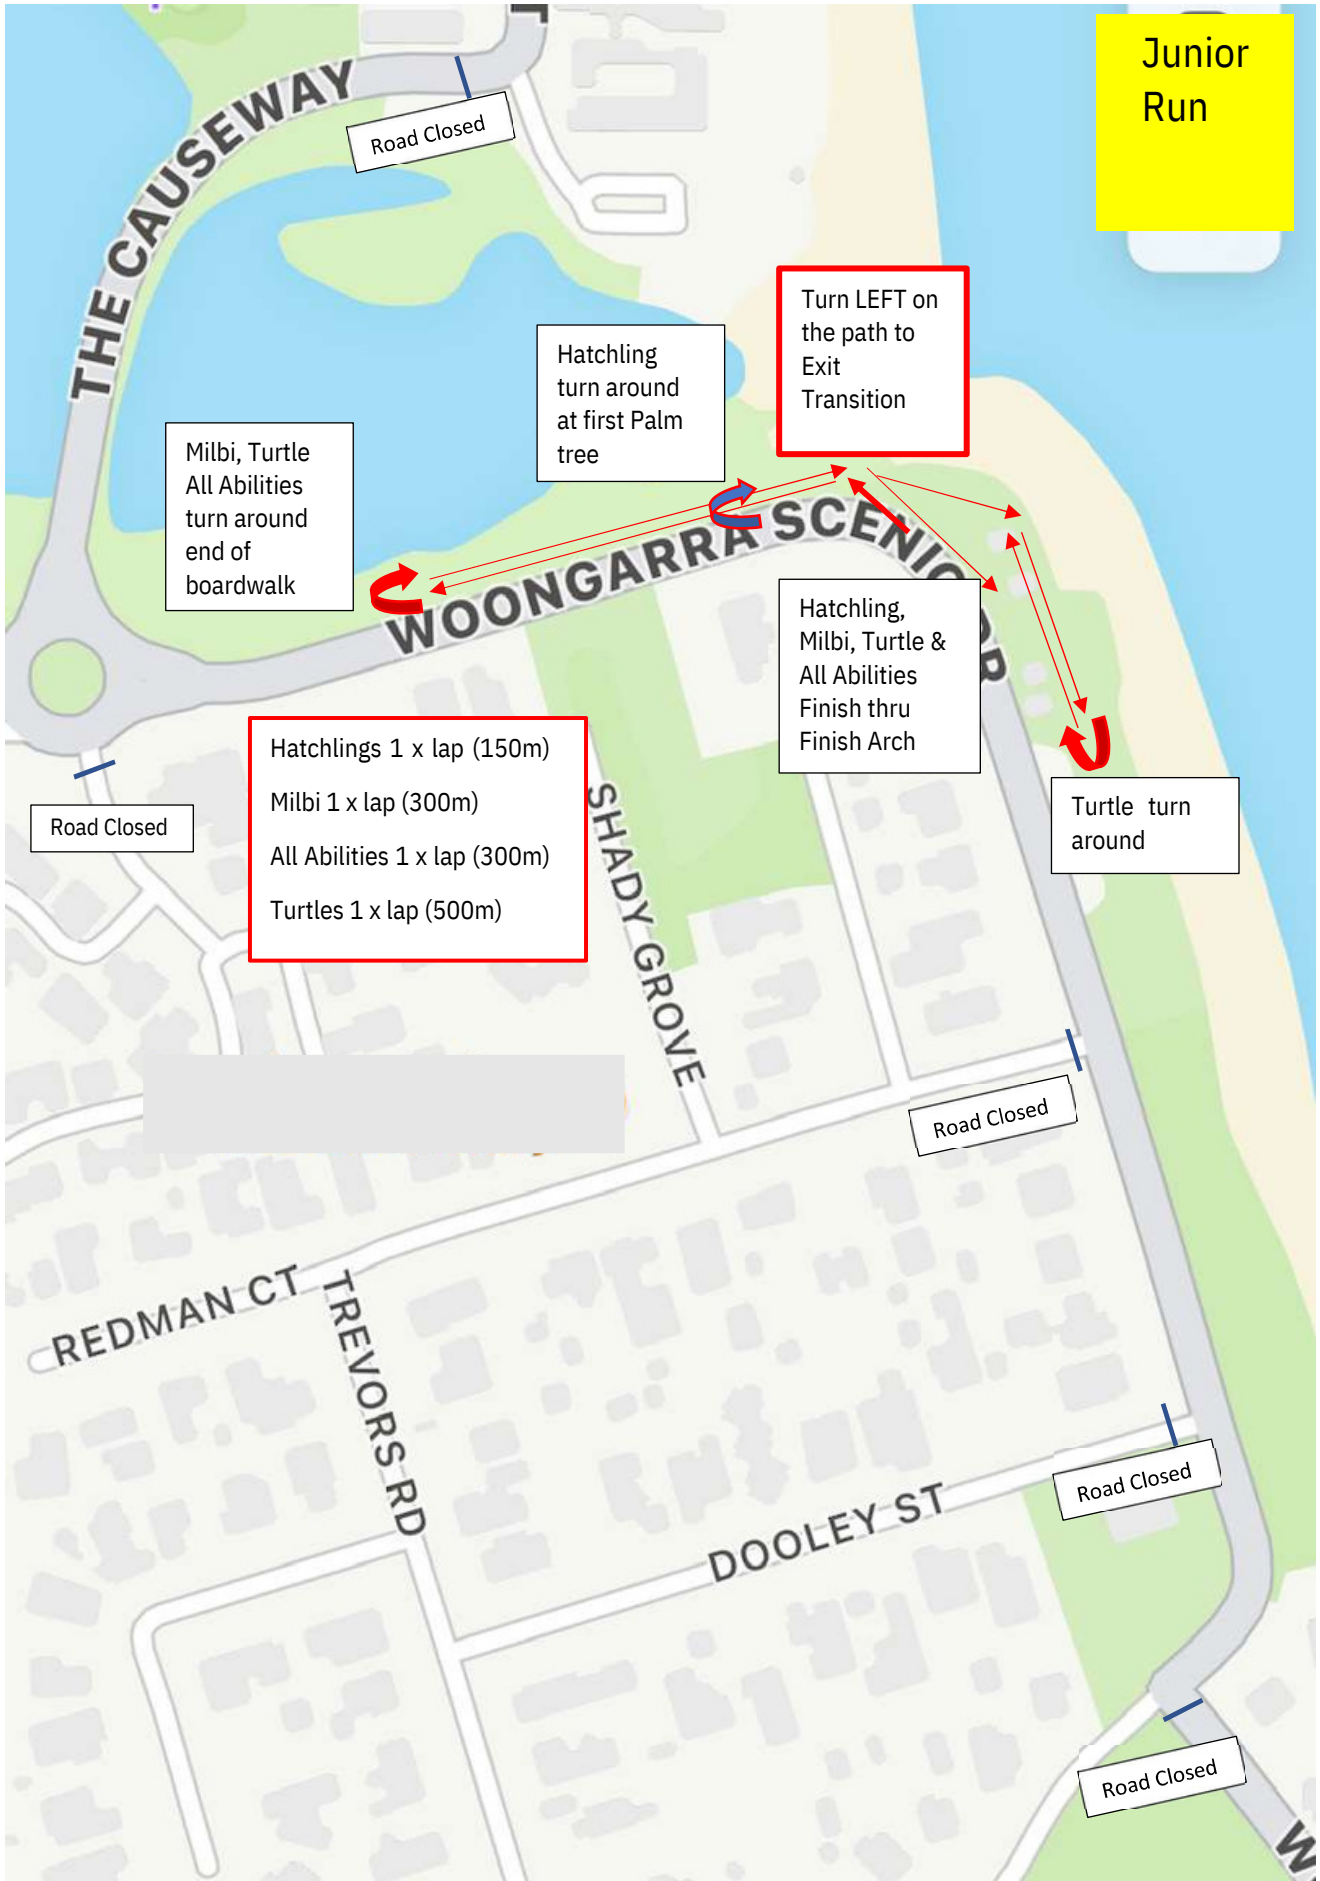 Junior
Run
THE CAUSEWAY
Road Closed
Turn LEFT on
the path to
Exit
Transition
Hatchling
turn around
at first Palm
tree
Milbi, Turtle
All Abilities
turn around
end of
boardwalk
WOONGARRA SCENIC DR
Hatchling,
Milbi, Turtle &
All Abilities
Finish thru
Finish Arch
Hatchlings 1 x lap (150m)
Milbi 1 x lap (300m)
All Abilities 1 x lap (300m)
Turtles 1 x lap (500m)
Road Closed
Turtle turn
around
SHADY GROVE
Road Closed
REDMAN CT
TREVORS RD
Road Closed
DOOLEY ST
Road Closed